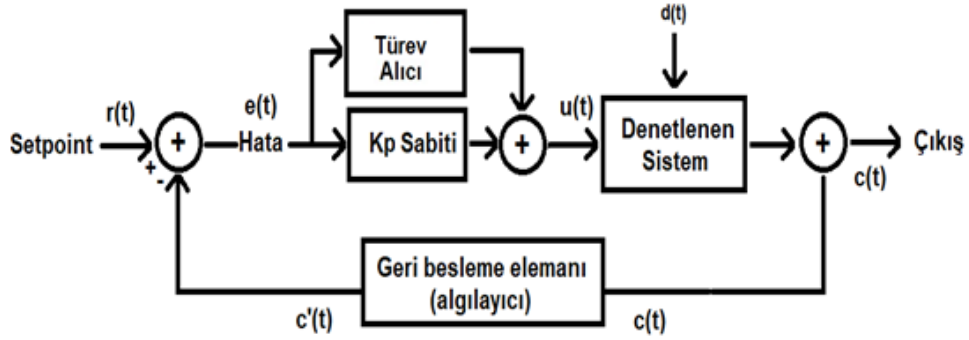 d(t)
Türev
Alıcı
r(t)
e(t)
u(t)
Setpoint
+
Hata
Kp Sabiti
+
Denetlenen
Sistem
+
Çıkış
+
-
c(t)
Geri besleme elemanı
(algılayıcı)
c'(t)
c(t)